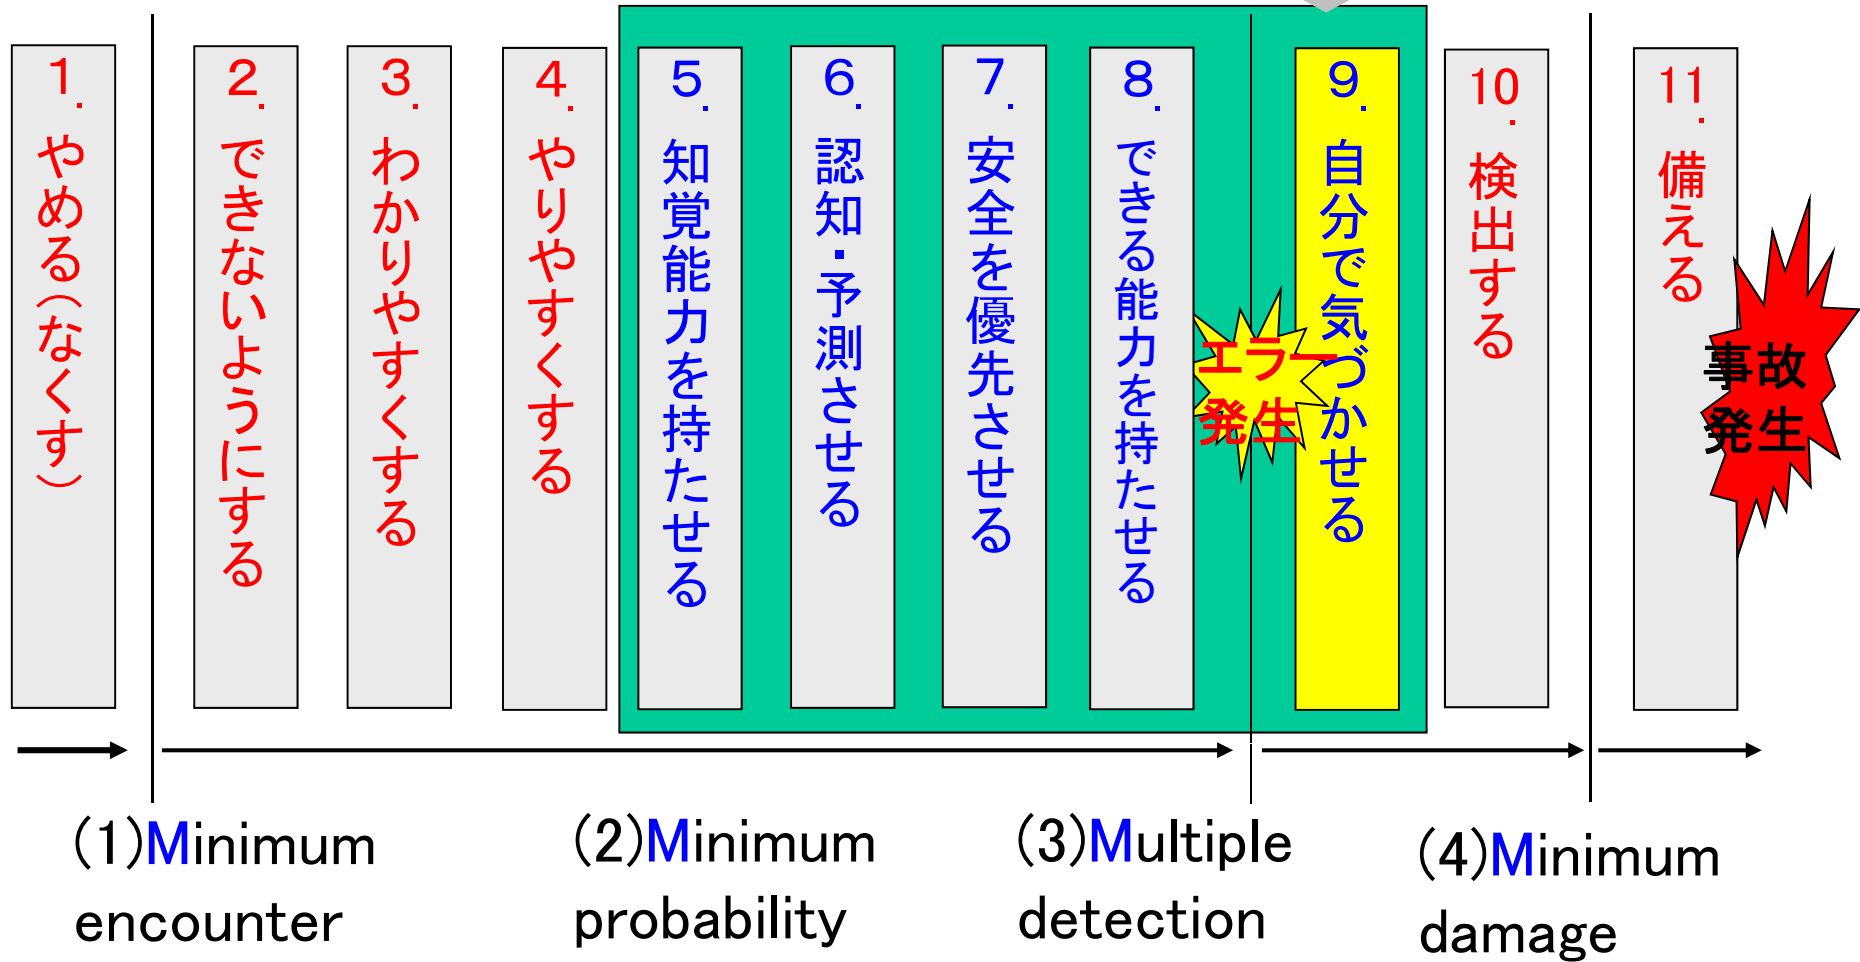 1.やめる(なくす)
2.できないようにする
3.わかりやすくする
4.やりやすくする
5.知覚能力を持たせる
6.認知・予測させる
7.安全を優先させる
8.できる能力を持たせる
エラー
発生
9.自分で気づかせる
10.検出する
11.備える
事故
発生
(1)Minimum
encounter
(2)Minimum
probability
(3)Multiple
detection
(4)Minimum
damage